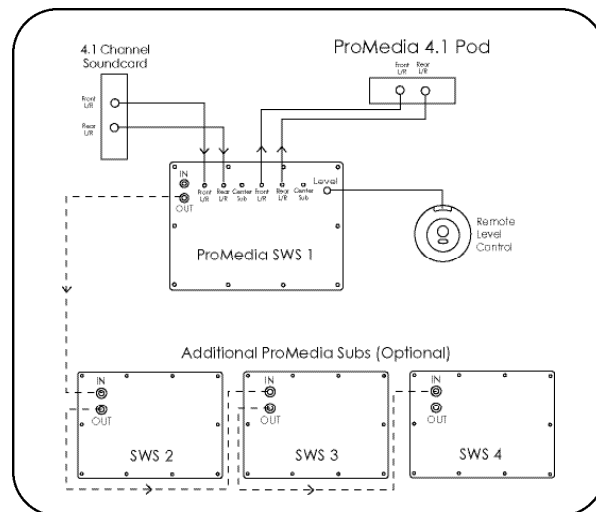 4.1 Channel
Soundcard
Front
L/R
Rear
L/R
ProMedia 4.1 Pod
Front
L/R
Rear
L/R
IN
OUT
Front
L/R
Rear
L/R
Center
Sub
Front
L/R
Rear
L/R
Center
Sub
Level
ProMedia SWS 1
Remote
Level
Control
Additional ProMedia Subs (Optional)
IN
OUT
SWS 2
IN
OUT
SWS 3
IN
OUT
SWS 4